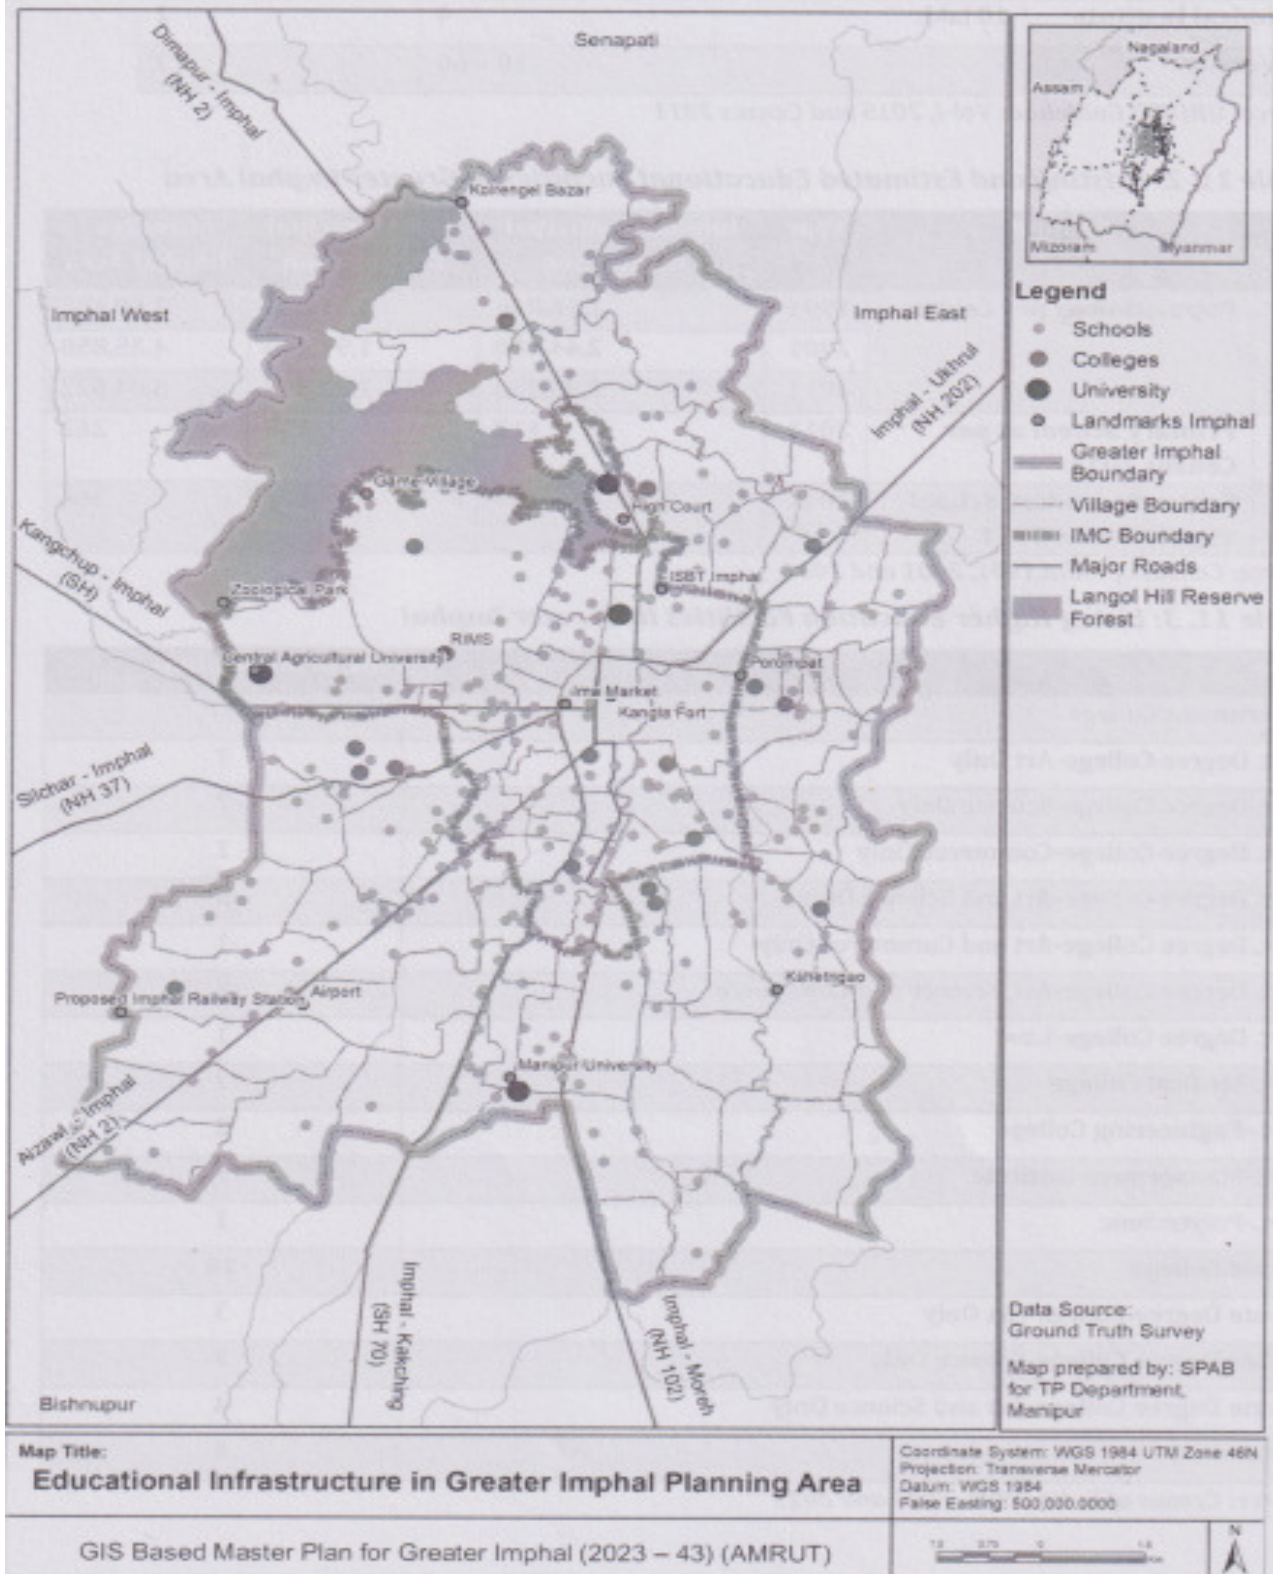 Senapati
Dimapur - Imphal
(NH 2)
Koirengei Bazar
Imphal West
Imphal East
Imphal - Ukhrul
(NH 202)
Game Village
High Court
Kangchup - Imphal
(SH)
ISBT Imphal
Zoological Park
RIMS
Central Agricultural University
Porompat
Ima Market
Kangla Fort
Silchar - Imphal
(NH 37)
Kshetrigao
Airport
Proposed Imphal Railway Station
Manipur University
Aizawl - Imphal
(NH 2)
Imphal - Kakching
(SH 70)
Imphal - Moreh
(NH 102)
Bishnupur
Nagaland
Assam
Mizoram
Myanmar
Legend
Schools
Colleges
University
Landmarks Imphal
Greater Imphal
Boundary
Village Boundary
IMC Boundary
Major Roads
Langol Hill Reserve
Forest
Data Source:
Ground Truth Survey
Map prepared by: SPAB
for TP Department,
Manipur
Map Title:
Educational Infrastructure in Greater Imphal Planning Area
Coordinate System: WGS 1984 UTM Zone 46N
Projection: Transverse Mercator
Datum: WGS 1984
False Easting: 500,000.0000
GIS Based Master Plan for Greater Imphal (2023 – 43) (AMRUT)
N